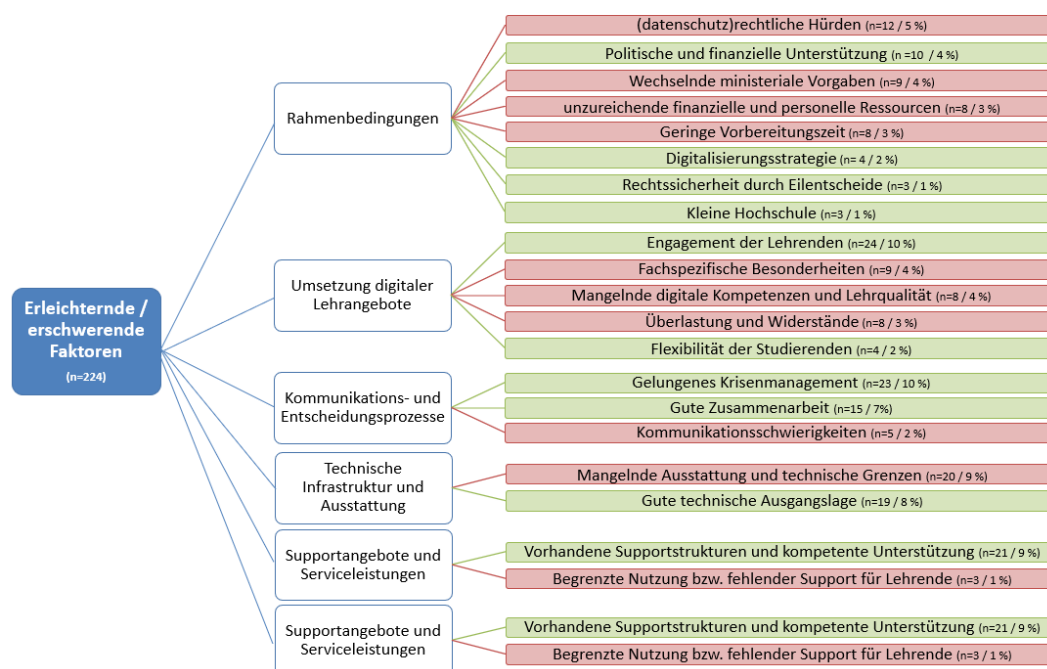 Erleichternde /
erschwerende
Faktoren
(n=224)
Rahmenbedingungen
(datenschutz)rechtliche Hürden (n=12 / 5 %)
Politische und finanzielle Unterstützung (n =10 / 4 %)
Wechselnde ministeriale Vorgaben (n=9 / 4 %)
unzureichende finanzielle und personelle Ressourcen (n=8 / 3 %)
Geringe Vorbereitungszeit (n=8 / 3 %)
Digitalisierungsstrategie (n= 4 / 2 %)
Rechtssicherheit durch Eilentscheide (n=3 / 1 %)
Kleine Hochschule (n=3 / 1 %)
Umsetzung digitaler
Lehrangebote
Engagement der Lehrenden (n=24 / 10 %)
Fachspezifische Besonderheiten (n=9 / 4 %)
Mangelnde digitale Kompetenzen und Lehrqualität (n=8 / 4 %)
Überlastung und Widerstände (n=8 / 3 %)
Flexibilität der Studierenden (n=4 / 2 %)
Kommunikations- und
Entscheidungsprozesse
Gelungenes Krisenmanagement (n=23 / 10 %)
Gute Zusammenarbeit (n=15 / 7%)
Kommunikationsschwierigkeiten (n=5 / 2 %)
Technische
Infrastruktur und
Ausstattung
Mangelnde Ausstattung und technische Grenzen (n=20 / 9 %)
Gute technische Ausgangslage (n=19 / 8 %)
Supportangebote und
Serviceleistungen
Vorhandene Supportstrukturen und kompetente Unterstützung (n=21 / 9 %)
Begrenzte Nutzung bzw. fehlender Support für Lehrende (n=3 / 1 %)
Supportangebote und
Serviceleistungen
Vorhandene Supportstrukturen und kompetente Unterstützung (n=21 / 9 %)
Begrenzte Nutzung bzw. fehlender Support für Lehrende (n=3 / 1 %)